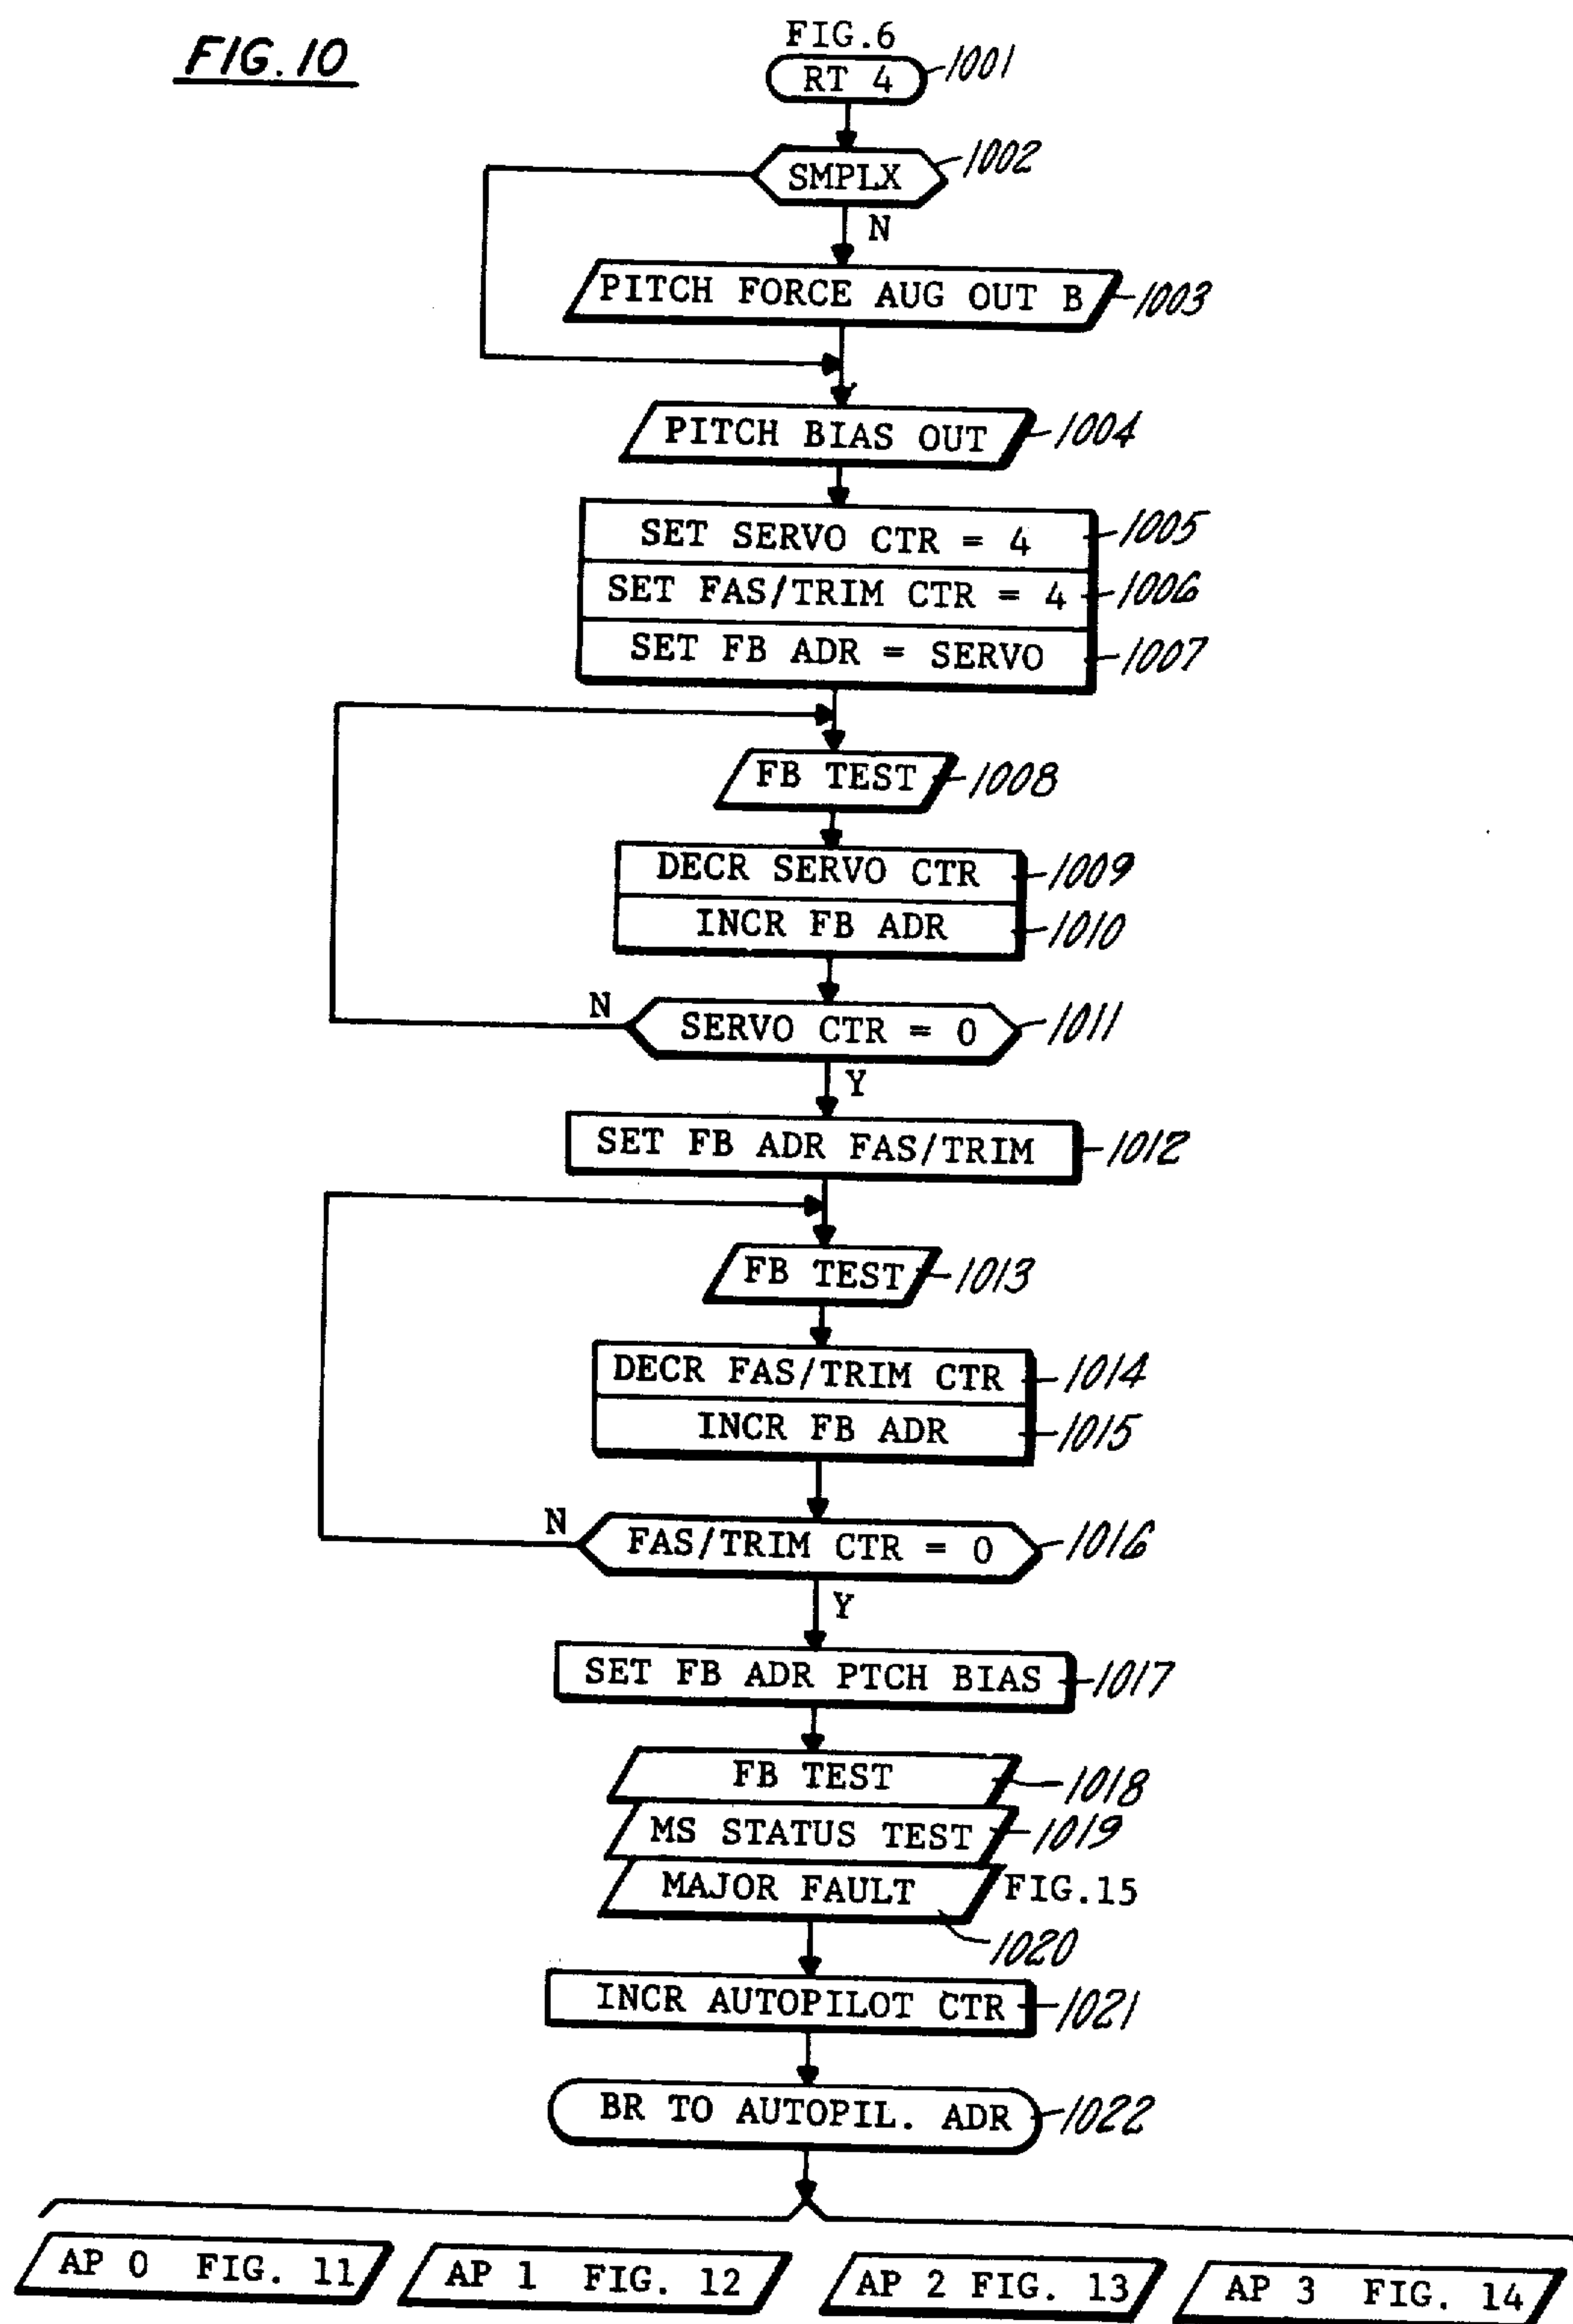 FIG. 10
FIG.6
RT 4 1001
SMPLX 1002
N
PITCH FORCE AUG OUT B 1003
PITCH BIAS OUT 1004
SET SERVO CTR = 4 1005
SET FAS/TRIM CTR = 4 1006
SET FB ADR = SERVO 1007
FB TEST 1008
DECR SERVO CTR 1009
INCR FB ADR 1010
N SERVO CTR = 0 1011
Y
SET FB ADR FAS/TRIM 1012
FB TEST 1013
DECR FAS/TRIM CTR 1014
INCR FB ADR 1015
N FAS/TRIM CTR = 0 1016
Y
SET FB ADR PTCH BIAS 1017
FB TEST 1018
MS STATUS TEST 1019
MAJOR FAULT FIG.15
1020
INCR AUTOPILOT CTR 1021
BR TO AUTOPIL. ADR 1022
AP 0 FIG. 11 AP 1 FIG. 12 AP 2 FIG. 13 AP 3 FIG. 14